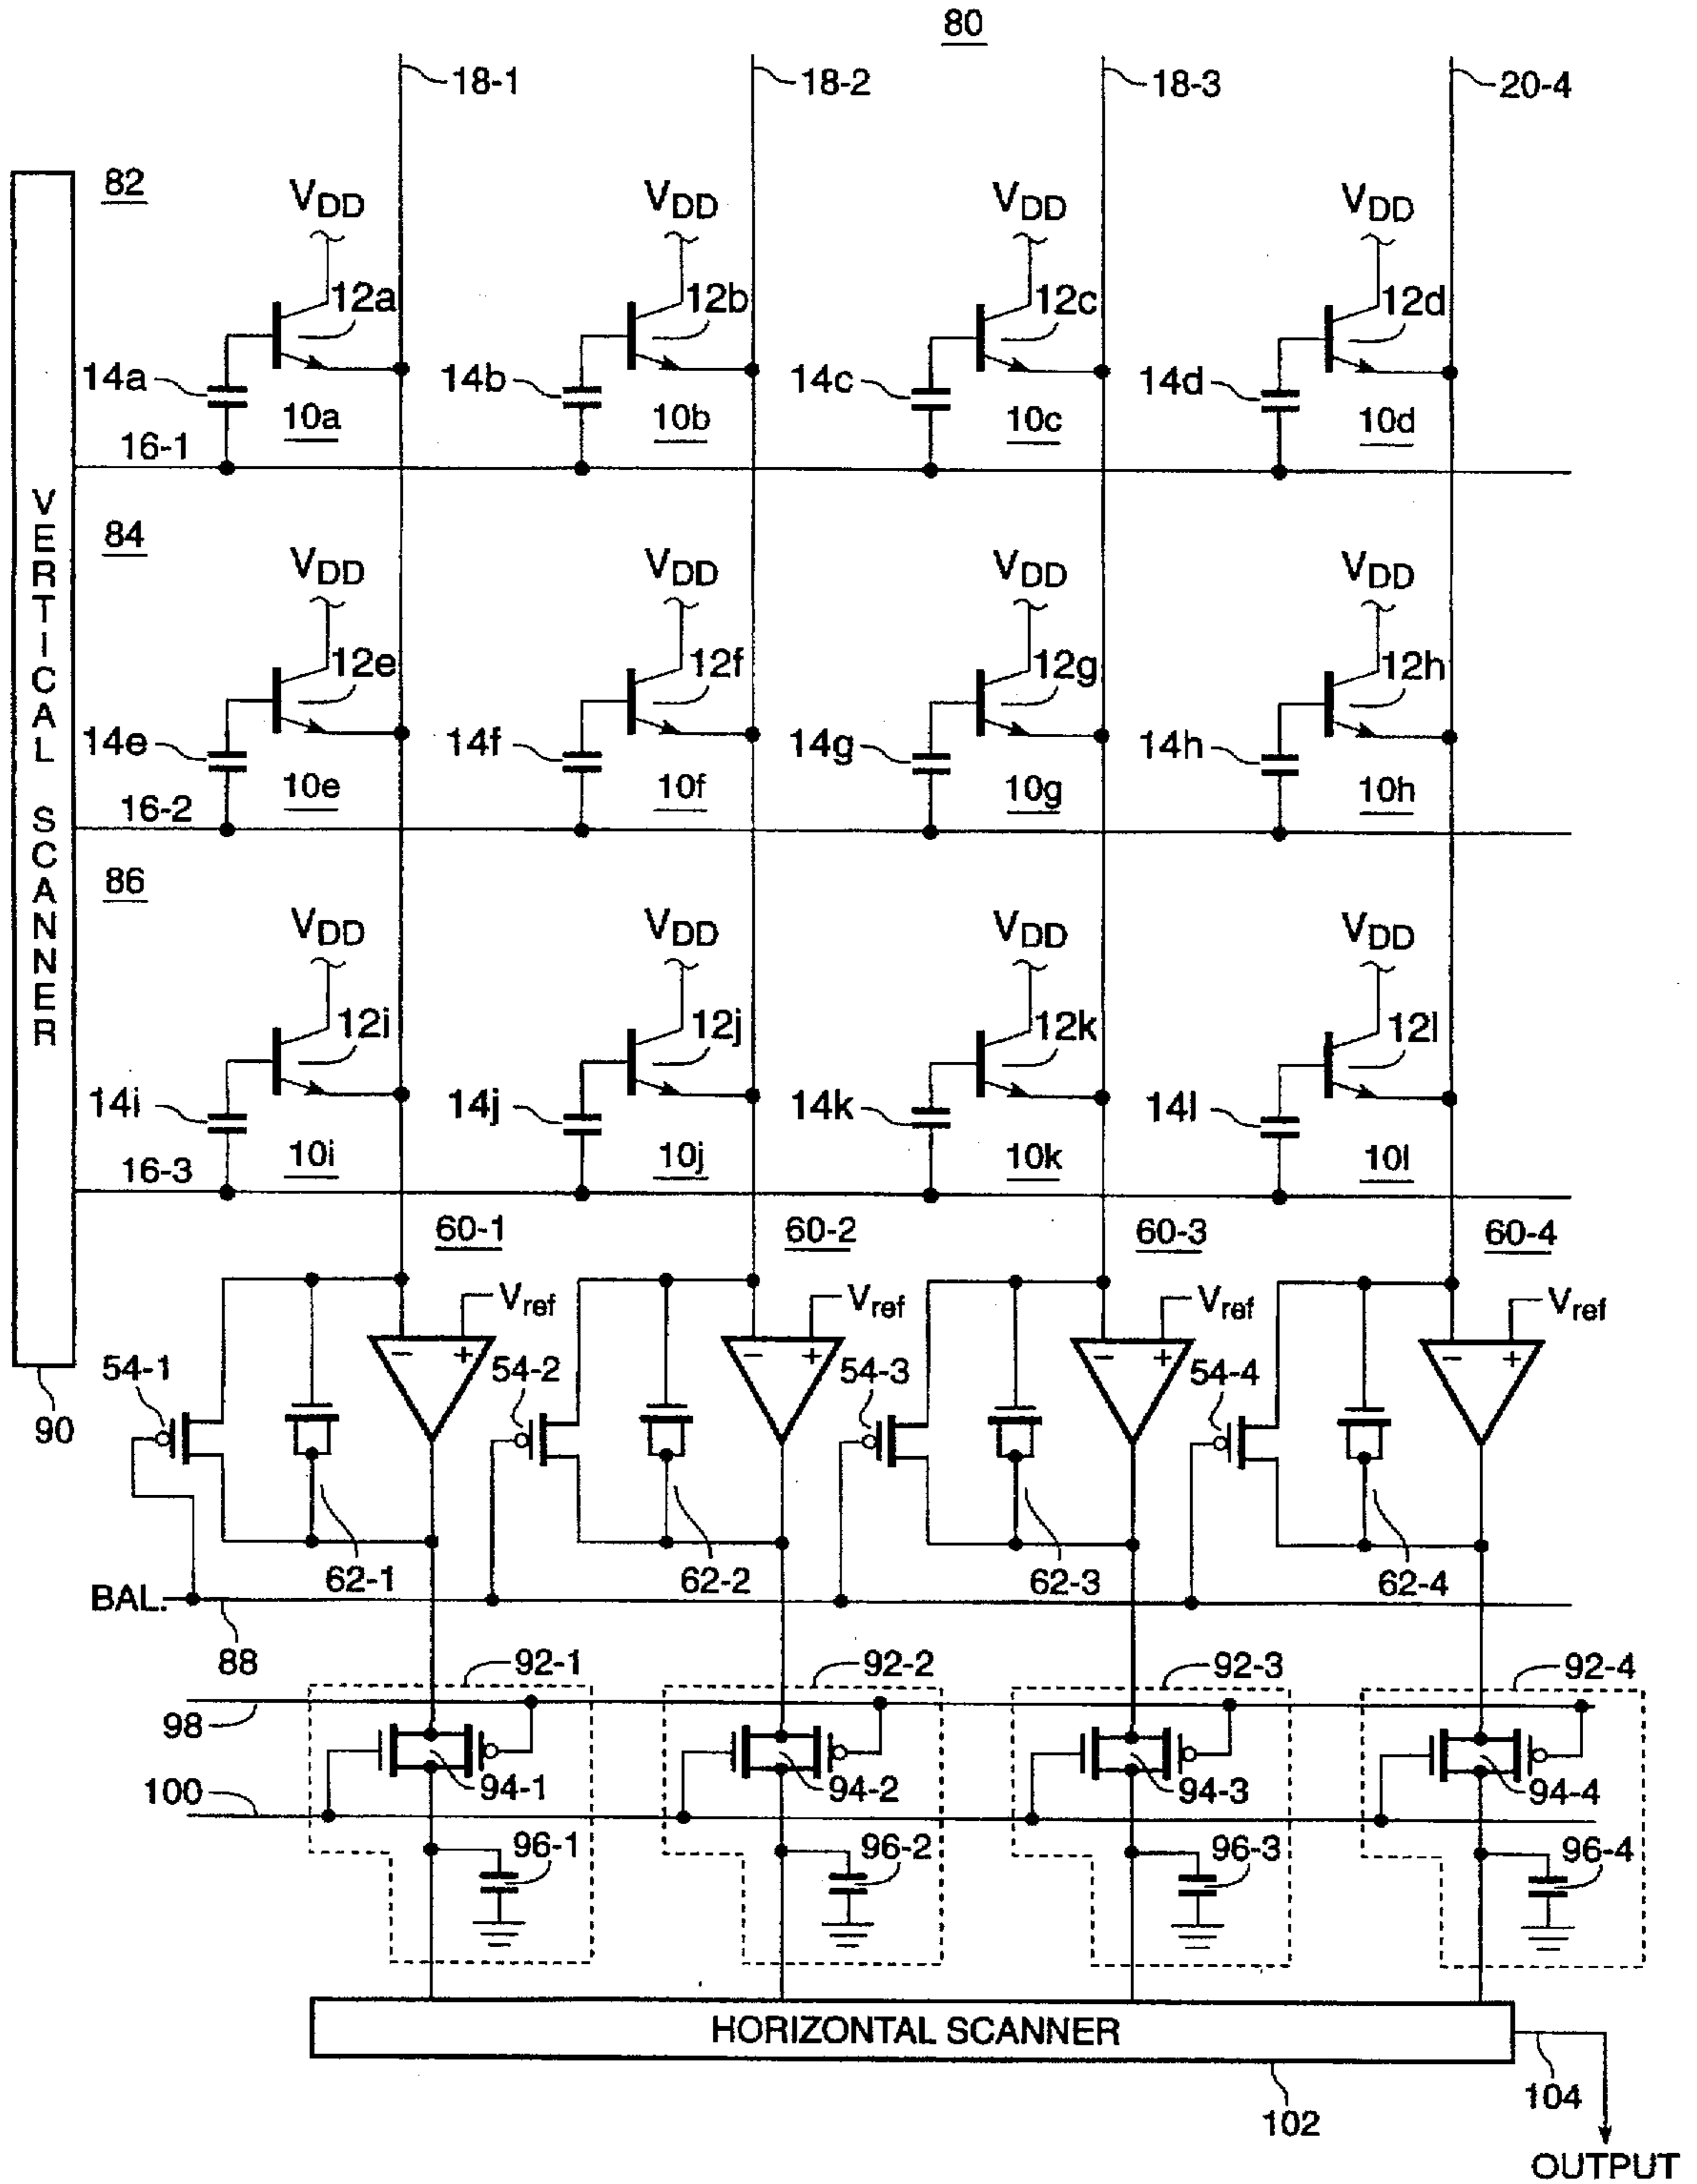 80
18-1
18-2
18-3
20-4
82
VDD
VDD
VDD
VDD
12a
12b
12c
12d
14a
14b
14c
14d
10a
10b
10c
10d
16-1
VERTICAL SCANNER
84
VDD
VDD
VDD
VDD
12e
12f
12g
12h
14e
14f
14g
14h
10e
10f
10g
10h
16-2
86
VDD
VDD
VDD
VDD
12i
12j
12k
12l
14i
14j
14k
14l
10i
10j
10k
10l
16-3
60-1
60-2
60-3
60-4
Vref
Vref
Vref
Vref
− +
− +
− +
− +
54-1
54-2
54-3
54-4
90
62-1
62-2
62-3
62-4
BAL.
88
92-1
92-2
92-3
92-4
98
94-1
94-2
94-3
94-4
100
96-1
96-2
96-3
96-4
HORIZONTAL SCANNER
104
102
OUTPUT